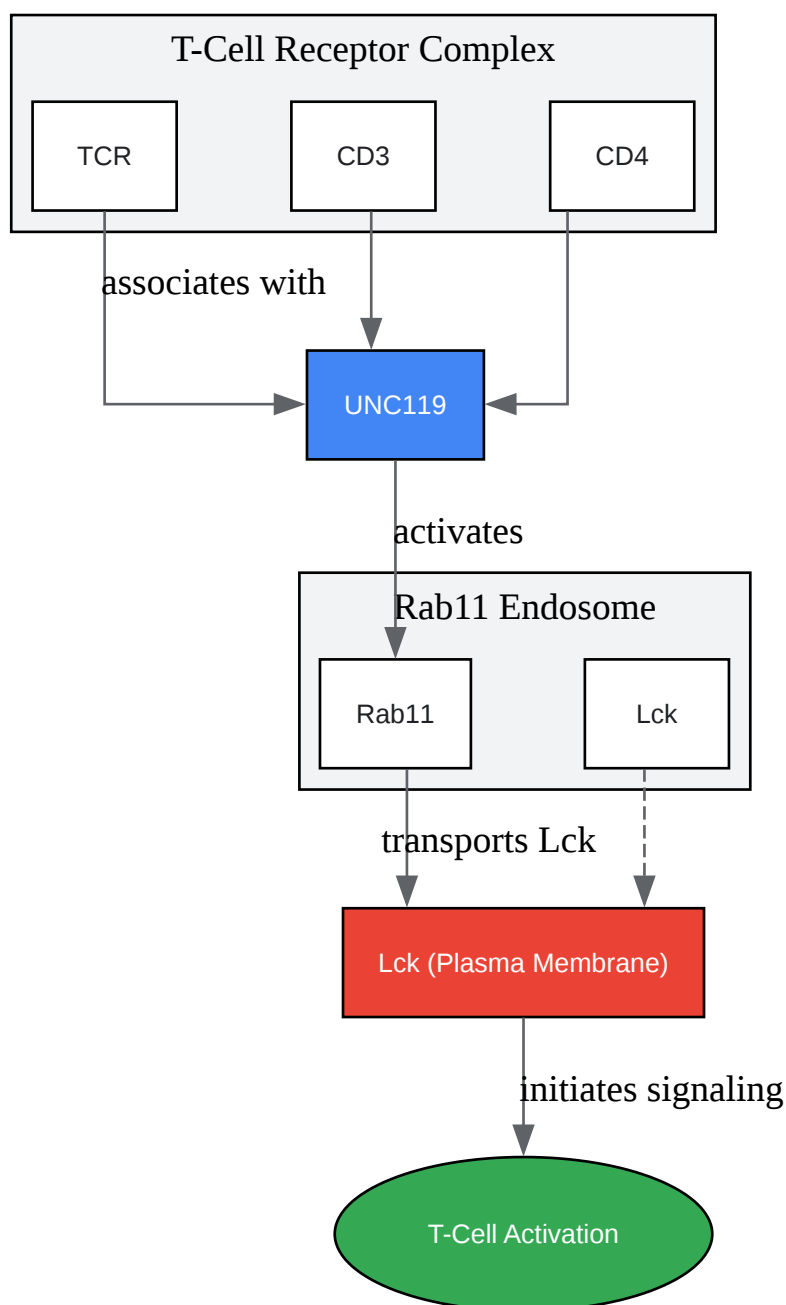 T-Cell Receptor Complex
TCR
CD3
CD4
associates with
UNC119
activates
Rab11 Endosome
Rab11
Lck
transports Lck
Lck (Plasma Membrane)
initiates signaling
T-Cell Activation